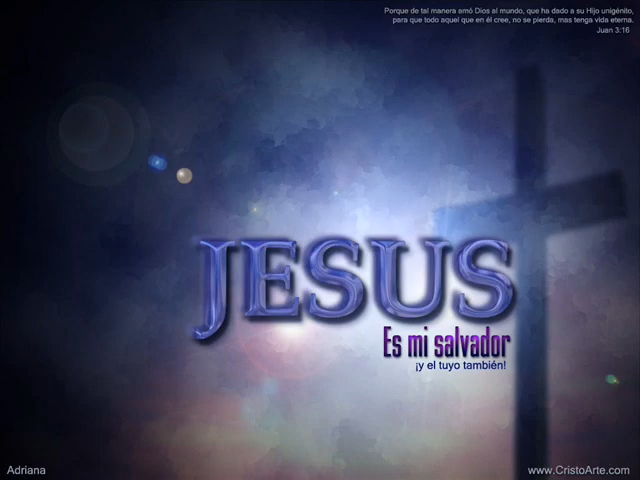 Porque de tal manera amó Dios al mundo, que ha dado a su Hijo unigénito,
para que todo aquel que en él cree, no se pierda, mas tenga vida eterna.
Juan 3:16
JESUS
Es mi salvador
¡y el tuyo también!
Adriana
www.CristoArte.com